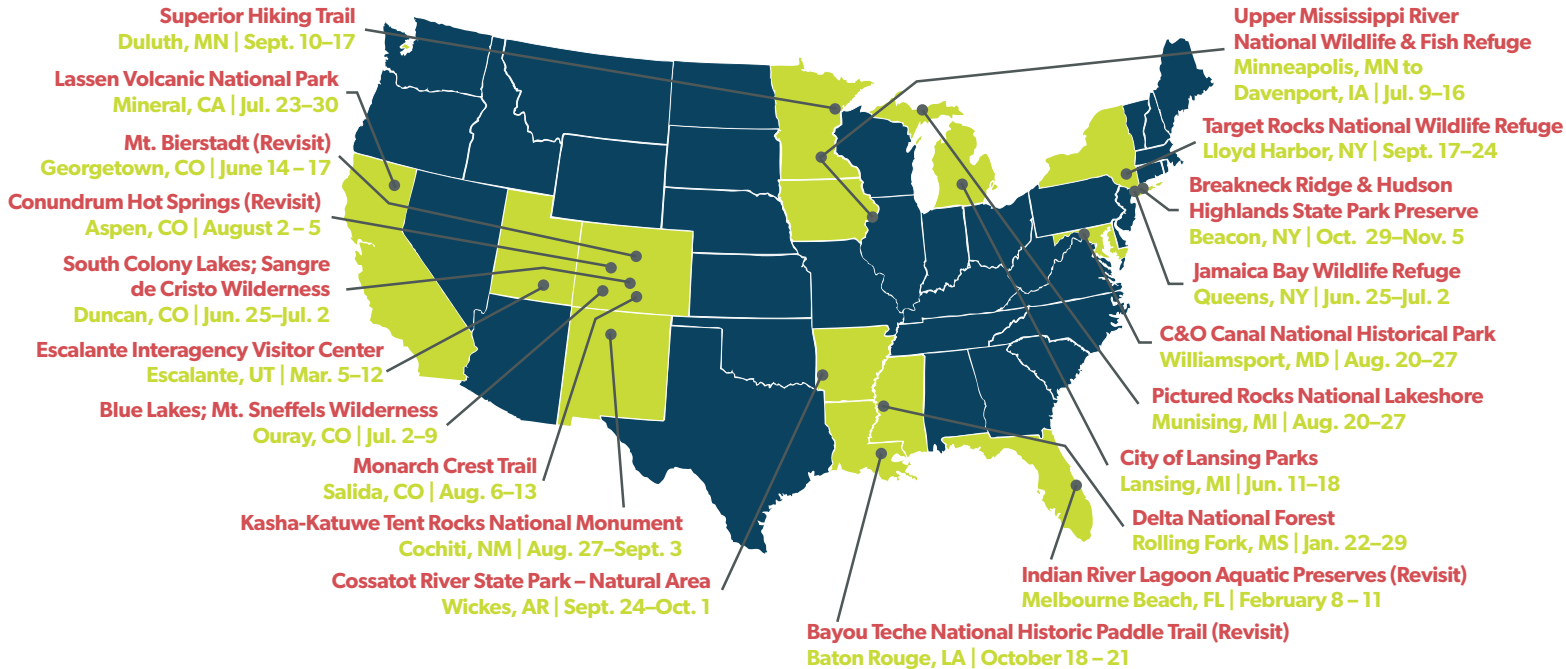 Superior Hiking Trail
Duluth, MN | Sept. 10–17
Lassen Volcanic National Park
Mineral, CA | Jul. 23–30
Mt. Bierstadt (Revisit)
Georgetown, CO | June 14 – 17
Conundrum Hot Springs (Revisit)
Aspen, CO | August 2 – 5
South Colony Lakes; Sangre
de Cristo Wilderness
Duncan, CO | Jun. 25–Jul. 2
Escalante Interagency Visitor Center
Escalante, UT | Mar. 5–12
Blue Lakes; Mt. Sneffels Wilderness
Ouray, CO | Jul. 2–9
Monarch Crest Trail
Salida, CO | Aug. 6–13
Kasha-Katuwe Tent Rocks National Monument
Cochiti, NM | Aug. 27–Sept. 3
Cossatot River State Park – Natural Area
Wickes, AR | Sept. 24–Oct. 1
Upper Mississippi River
National Wildlife & Fish Refuge
Minneapolis, MN to
Davenport, IA | Jul. 9–16
Target Rocks National Wildlife Refuge
Lloyd Harbor, NY | Sept. 17–24
Breakneck Ridge & Hudson
Highlands State Park Preserve
Beacon, NY | Oct. 29–Nov. 5
Jamaica Bay Wildlife Refuge
Queens, NY | Jun. 25–Jul. 2
C&O Canal National Historical Park
Williamsport, MD | Aug. 20–27
Pictured Rocks National Lakeshore
Munising, MI | Aug. 20–27
City of Lansing Parks
Lansing, MI | Jun. 11–18
Delta National Forest
Rolling Fork, MS | Jan. 22–29
Indian River Lagoon Aquatic Preserves (Revisit)
Melbourne Beach, FL | February 8 – 11
Bayou Teche National Historic Paddle Trail (Revisit)
Baton Rouge, LA | October 18 – 21